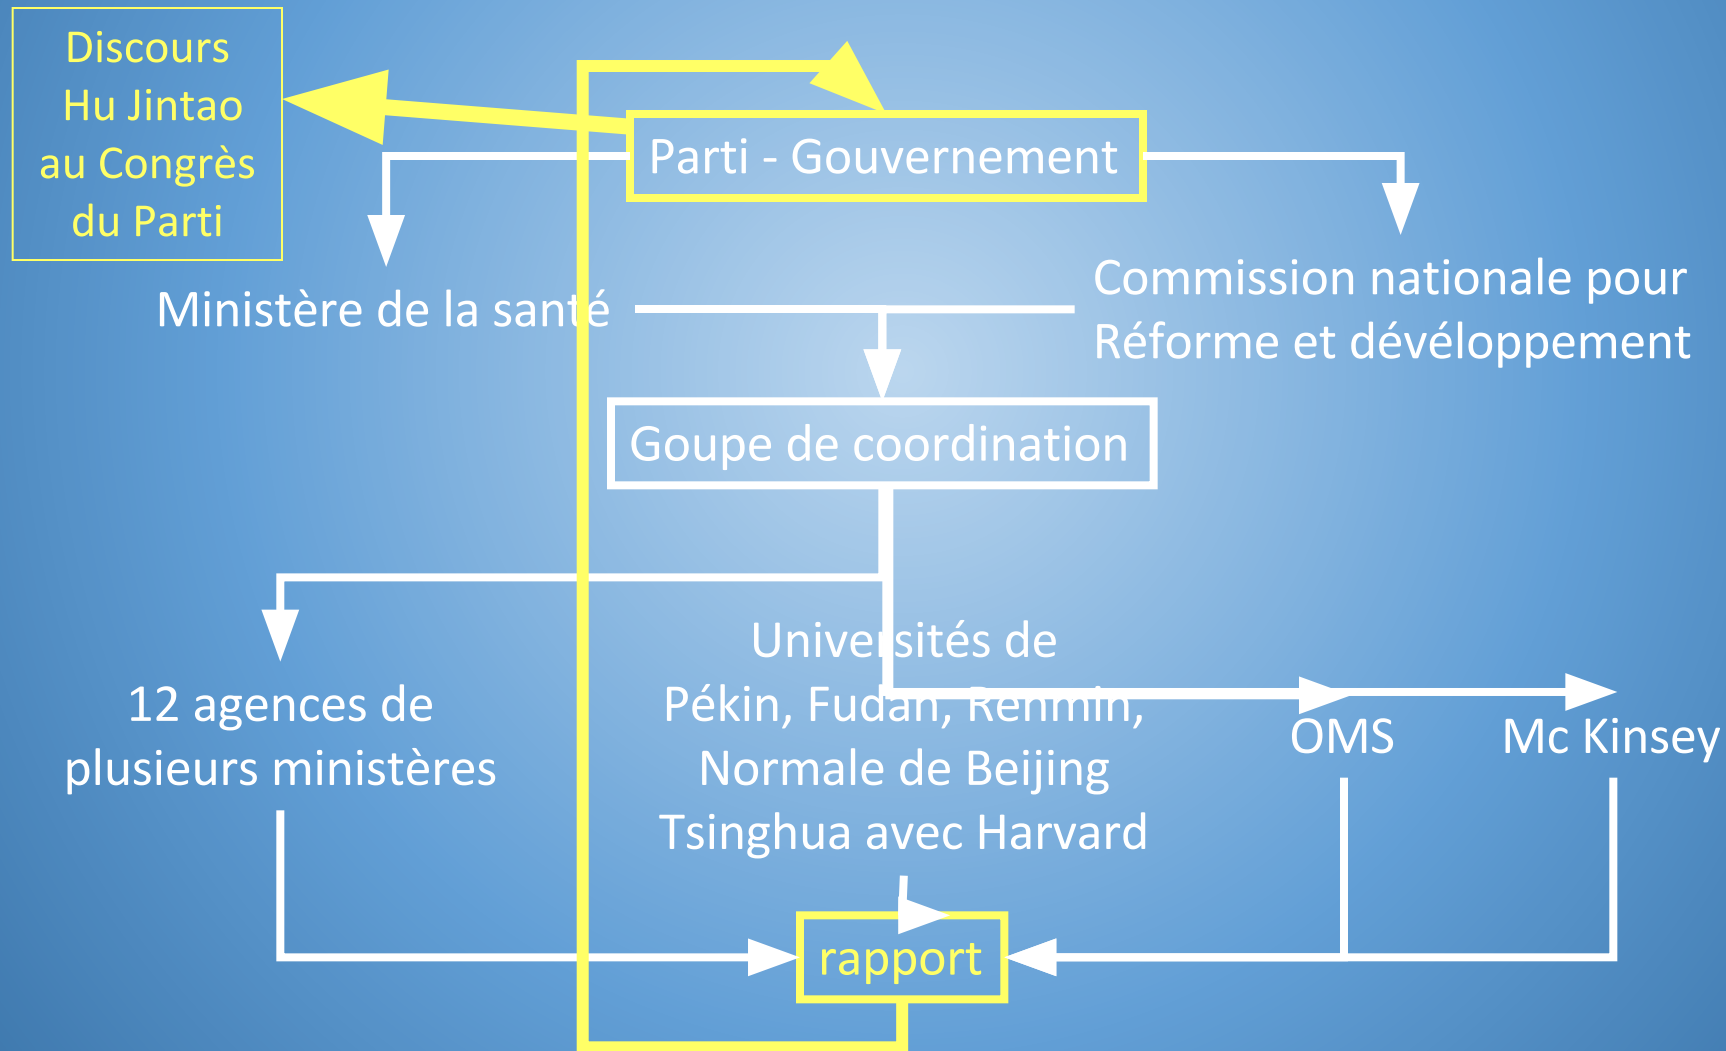 Discours
Hu Jintao
au Congrès
du Parti
Parti - Gouvernement
Ministère de la santé
Commission nationale pour
Réforme et dévéloppement
Goupe de coordination
12 agences de
plusieurs ministères
Universités de
Pékin, Fudan, Renmin,
Normale de Beijing
Tsinghua avec Harvard
OMS
Mc Kinsey
rapport